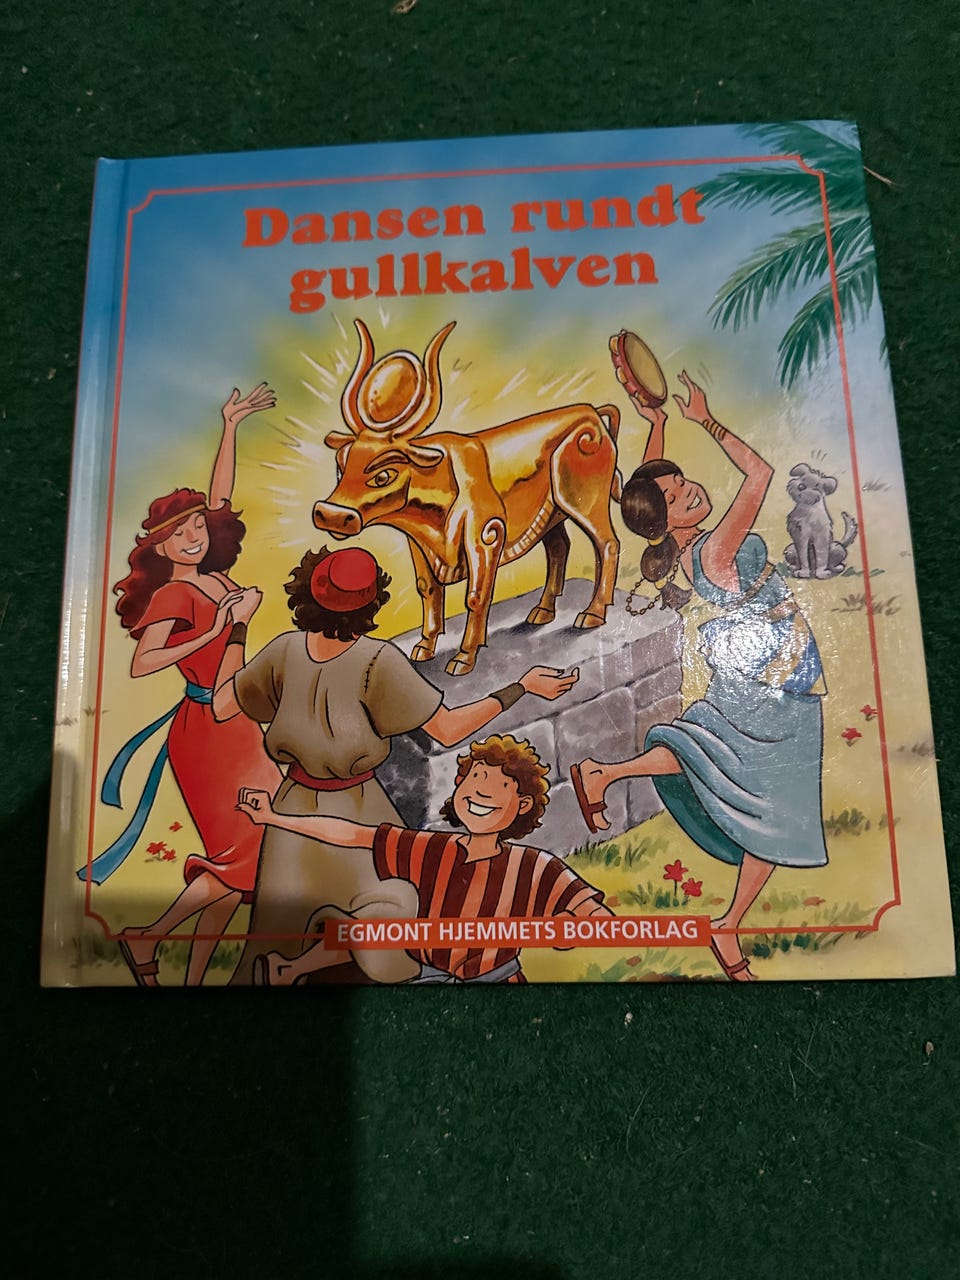 Dansen rundt
gullkalven
EGMONT HJEMMETS BOKFORLAG